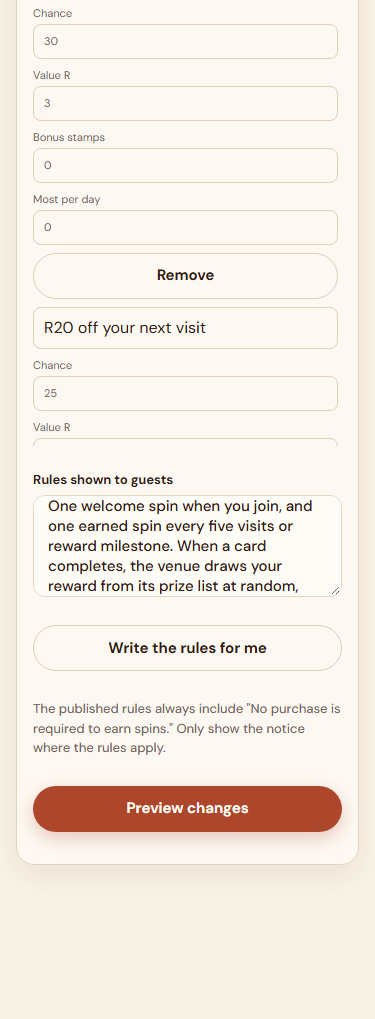 Chance
30
Value R
3
Bonus stamps
0
Most per day
0
Remove
R20 off your next visit
Chance
25
Value R
Rules shown to guests
One welcome spin when you join, and
one earned spin every five visits or
reward milestone. When a card
completes, the venue draws your
reward from its prize list at random,
Write the rules for me
The published rules always include "No purchase is
required to earn spins." Only show the notice
where the rules apply.
Preview changes